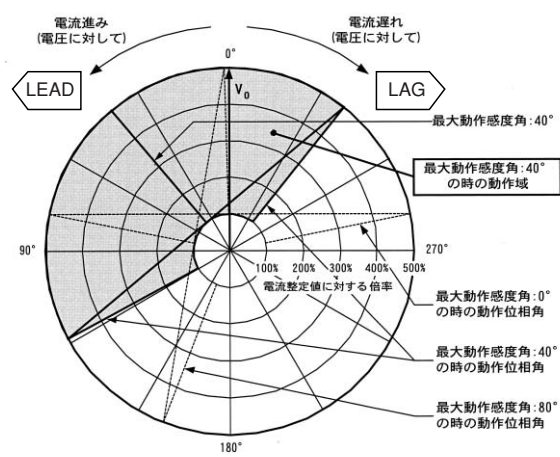 電流進み
(電圧に対して)
電流遅れ
(電圧に対して)
0°
LEAD
LAG
V₀
最大動作感度角:40°
最大動作感度角:40°
の時の動作域
90°
270°
100% 200% 300% 400% 500%
電流整定値に対する倍率
最大動作感度角:0°
の時の動作位相角
最大動作感度角:40°
の時の動作位相角
最大動作感度角:80°
の時の動作位相角
180°